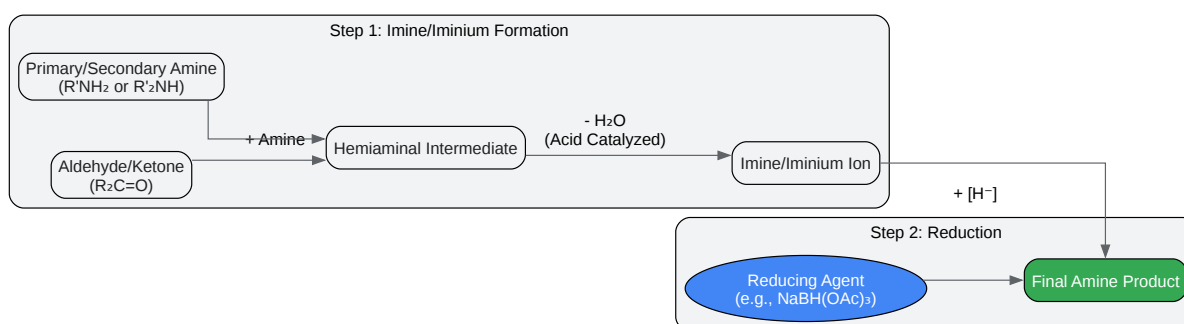 Step 1: Imine/Iminium Formation
Primary/Secondary Amine
(R'NH₂ or R'₂NH)
+ Amine
Aldehyde/Ketone
(R₂C=O)
Hemiaminal Intermediate
- H₂O
(Acid Catalyzed)
Imine/Iminium Ion
+ [H⁻]
Step 2: Reduction
Reducing Agent
(e.g., NaBH(OAc)₃)
Final Amine Product